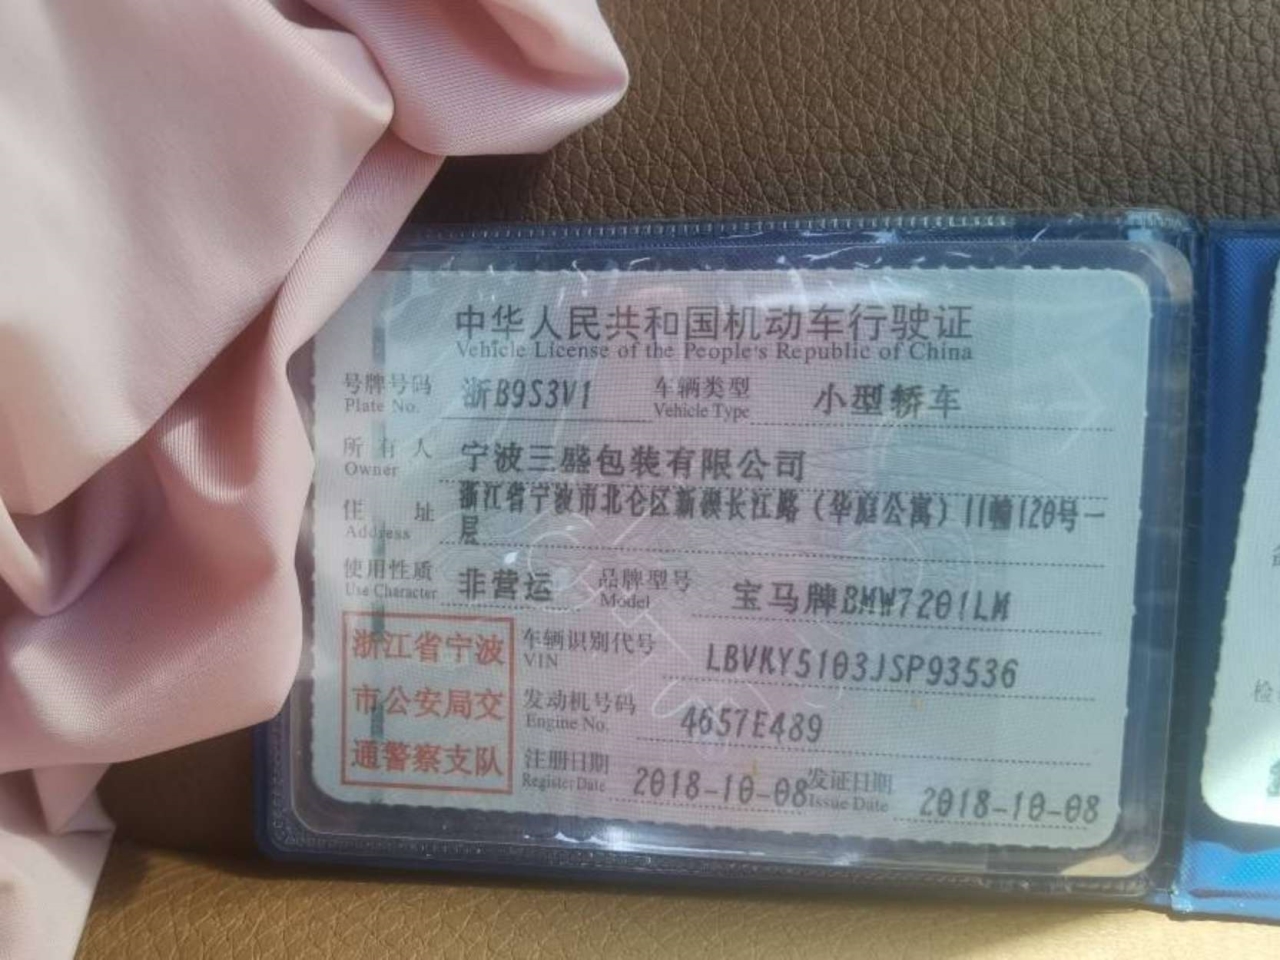 中华人民共和国机动车行驶证
Vehicle License of the People's Republic of China
号牌号码 浙B9S3V1 车辆类型 小型轿车
Plate No. Vehicle Type
所有人 宁波三盛包装有限公司
Owner
住址 浙江省宁波市北仑区新碶长江路（华庭公寓）11幢120号一
层
Address
使用性质 非营运 品牌型号 宝马牌BMW7201LM
Use Character Model
浙江省宁波
市公安局交
通警察支队
车辆识别代号 LBVKY5103JSP93536
VIN
发动机号码 4657E489
Engine No.
注册日期 2018-10-08 发证日期 2018-10-08
Register Date Issue Date
检